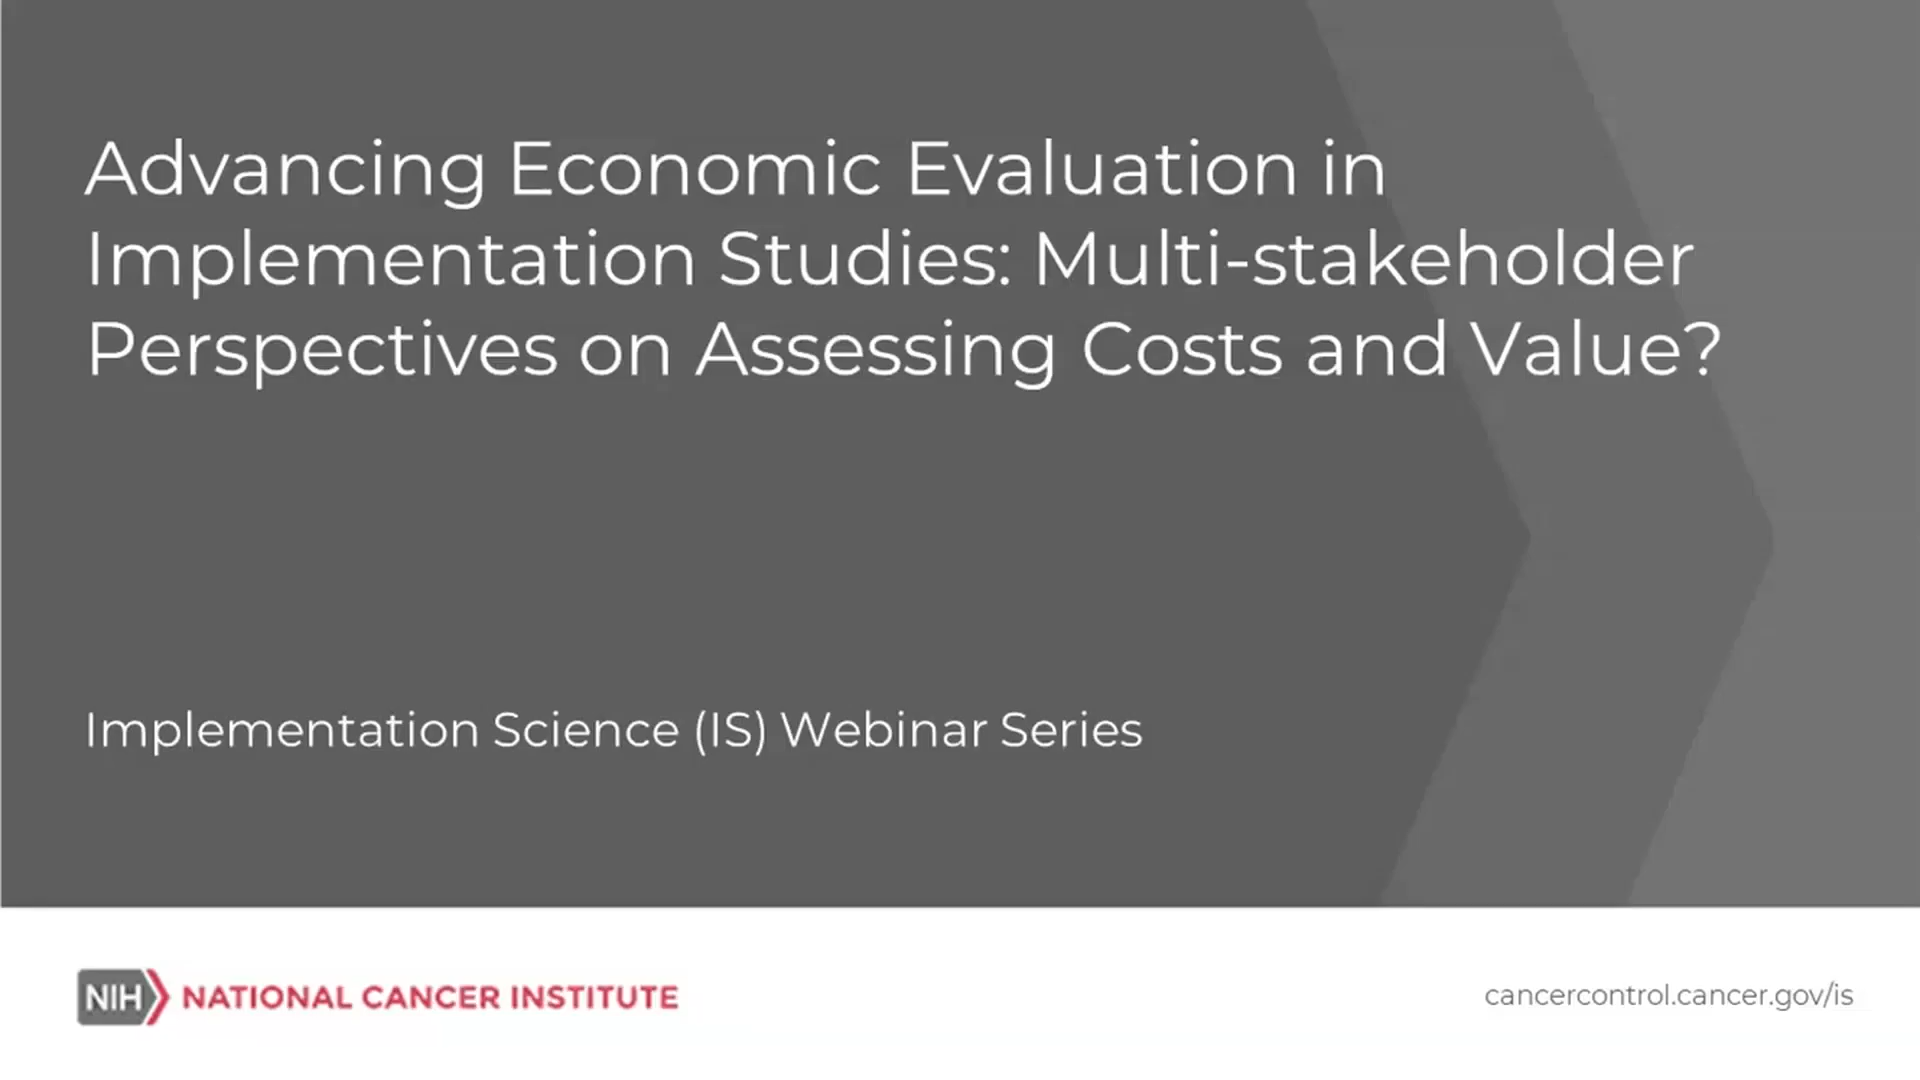 Advancing Economic Evaluation in
Implementation Studies: Multi-stakeholder
Perspectives on Assessing Costs and Value?
Implementation Science (IS) Webinar Series
NIH NATIONAL CANCER INSTITUTE
cancercontrol.cancer.gov/is